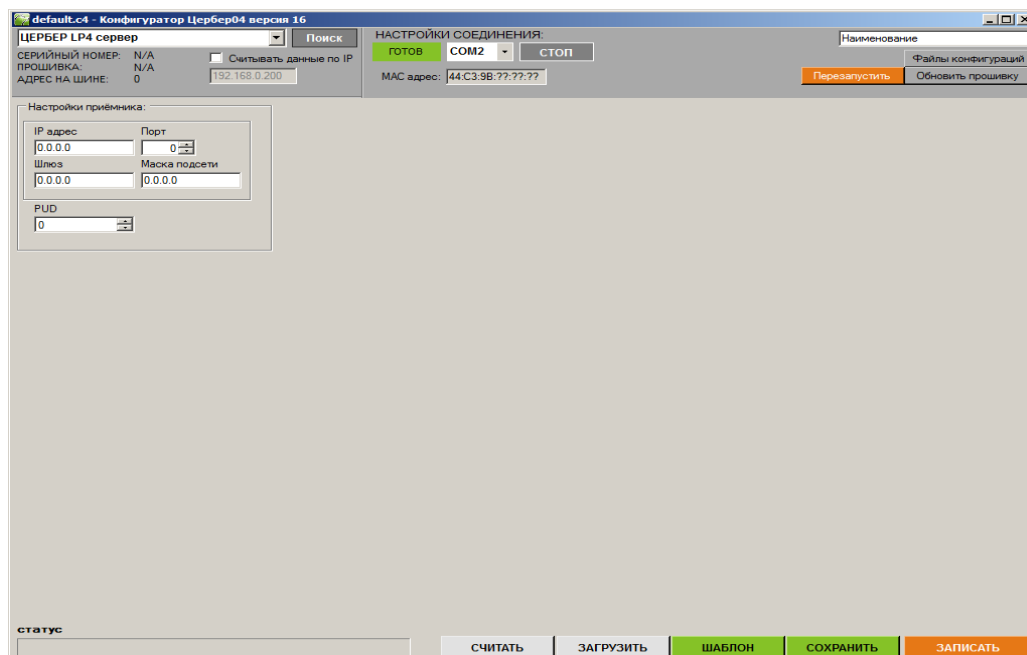 default.c4 - Конфигуратор Цербер04 версия 16
ЦЕРБЕР LP4 сервер
Поиск
СЕРИЙНЫЙ НОМЕР: N/A
ПРОШИВКА: N/A
АДРЕС НА ШИНЕ: 0
Считывать данные по IP
192.168.0.200
НАСТРОЙКИ СОЕДИНЕНИЯ:
ГОТОВ
COM2
СТОП
MAC адрес: 44:C3:9B:??:??:??
Наименование
Файлы конфигураций
Перезапустить
Обновить прошивку
Настройки приёмника:
IP адрес Порт
0.0.0.0 0
Шлюз Маска подсети
0.0.0.0 0.0.0.0
PUD
0
статус
СЧИТАТЬ
ЗАГРУЗИТЬ
ШАБЛОН
СОХРАНИТЬ
ЗАПИСАТЬ